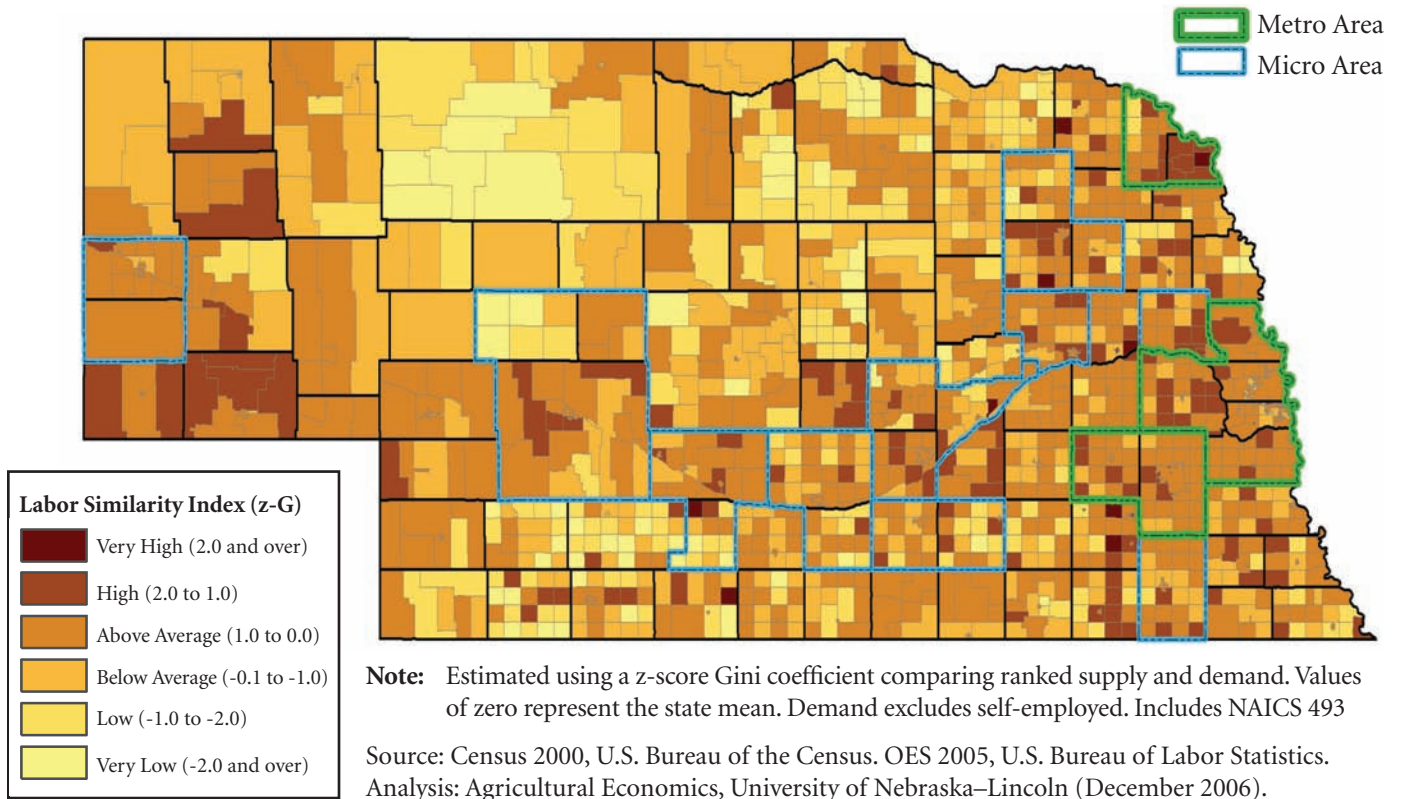 Metro Area
Micro Area
Labor Similarity Index (z-G)
Very High (2.0 and over)
High (2.0 to 1.0)
Above Average (1.0 to 0.0)
Below Average (-0.1 to -1.0)
Low (-1.0 to -2.0)
Very Low (-2.0 and over)
Note: Estimated using a z-score Gini coefficient comparing ranked supply and demand. Values
of zero represent the state mean. Demand excludes self-employed. Includes NAICS 493
Source: Census 2000, U.S. Bureau of the Census. OES 2005, U.S. Bureau of Labor Statistics.
Analysis: Agricultural Economics, University of Nebraska–Lincoln (December 2006).